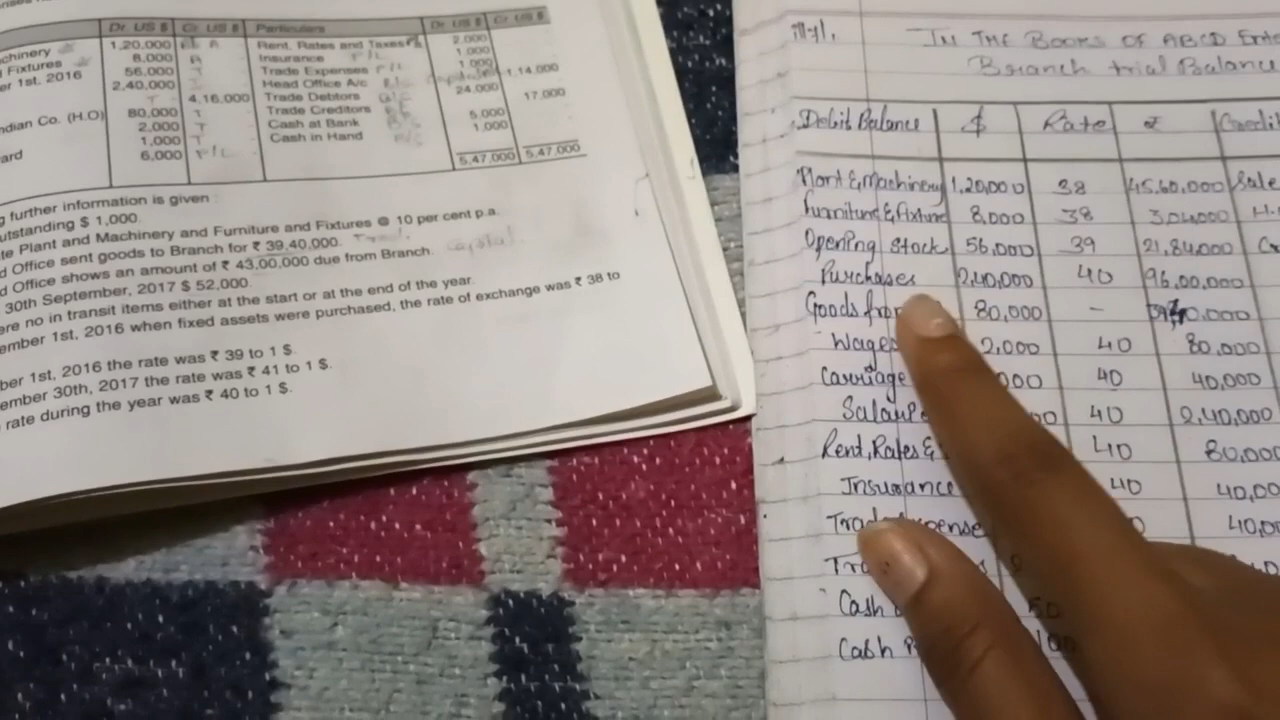 Dr. US $ Cr. US $ Particulars Dr. US $ Cr. US $
chinery 1,20,000 Rent, Rates and Taxes 2,000
Fixtures 8,000 Insurance 1,000
er 1st, 2016 56,000 Trade Expenses 1,000
2,40,000 Head Office A/c 1,14,000
4,16,000 Trade Debtors 24,000
ndian Co. (H.O) 80,000 Trade Creditors 17,000
2,000 Cash at Bank 5,000
1,000 Cash in Hand 1,000
ard 6,000
5,47,000 5,47,000
g further information is given :
utstanding $ 1,000.
te Plant and Machinery and Furniture and Fixtures @ 10 per cent p.a.
d Office sent goods to Branch for ₹ 39,40,000.
d Office shows an amount of ₹ 43,00,000 due from Branch.
30th September, 2017 $ 52,000.
ere no in transit items either at the start or at the end of the year.
ember 1st, 2016 when fixed assets were purchased, the rate of exchange was ₹ 38 to
ber 1st, 2016 the rate was ₹ 39 to 1 $.
ember 30th, 2017 the rate was ₹ 41 to 1 $.
rate during the year was ₹ 40 to 1 $.
In The Books of ABCD Ente
Branch trial Balance
Debit Balance $ Rate ₹ Credit
Plant & Machinery 1,20,000 38 45,60,000 Sale
Furniture & Fixture 8,000 38 3,04,000 H.
Opening Stock 56,000 39 21,84,000
Purchases 2,40,000 40 96,00,000
Goods from 80,000 - 0,000
Wages 2,000 40 80,000
Carriage 000 40 40,000
40 2,40,000
Rent, Rates & 40 80,000
Insurance 40 40,00
40,00
Cash
Cash